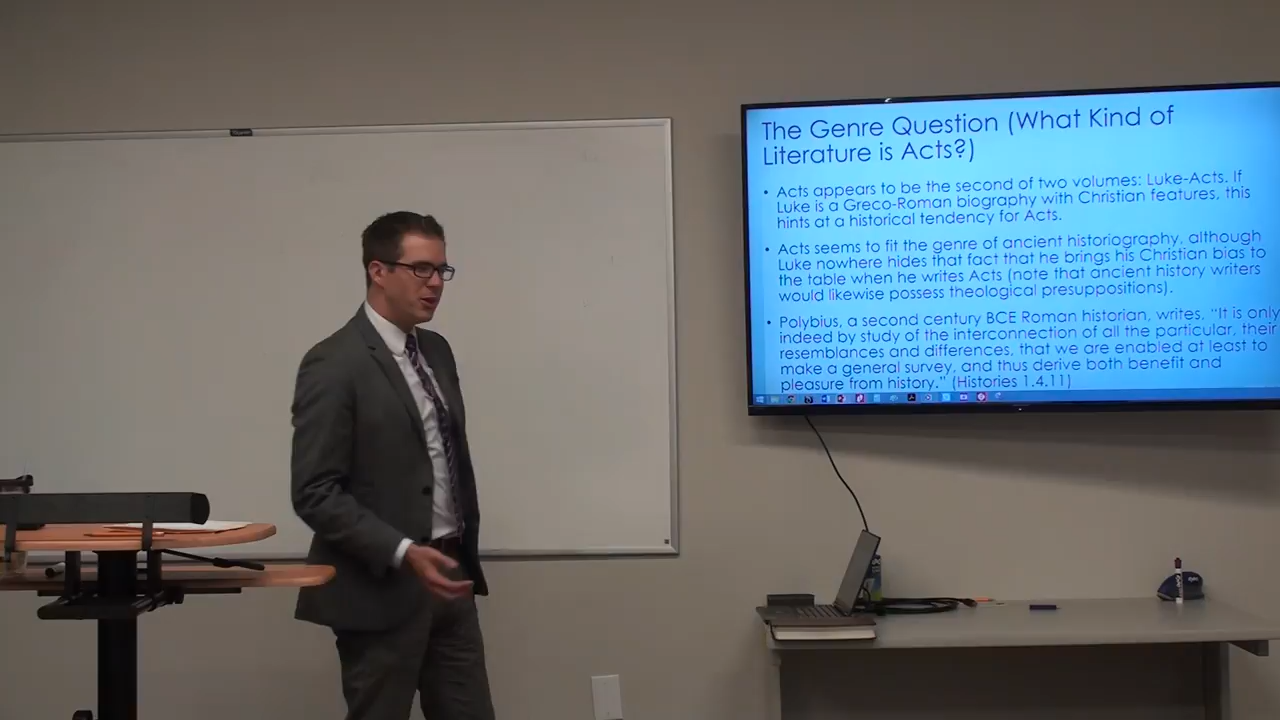 The Genre Question (What Kind of
Literature is Acts?)
• Acts appears to be the second of two volumes: Luke-Acts. If
Luke is a Greco-Roman biography with Christian features, this
hints at a historical tendency for Acts.
• Acts seems to fit the genre of ancient historiography, although
Luke nowhere hides that fact that he brings his Christian bias to
the table when he writes Acts (note that ancient history writers
would likewise possess theological presuppositions).
• Polybius, a second century BCE Roman historian, writes, "It is only
indeed by study of the interconnection of all the particular, their
resemblances and differences, that we are enabled at least to
make a general survey, and thus derive both benefit and
pleasure from history." (Histories 1.4.11)